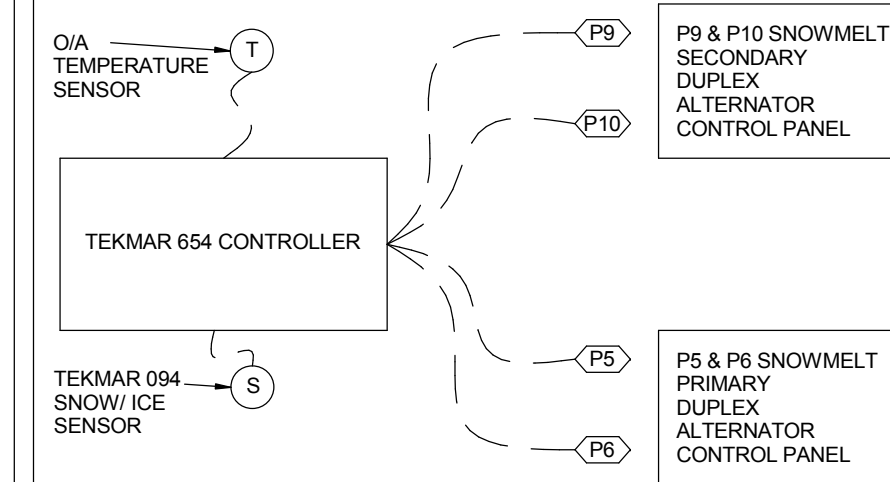 O/A
TEMPERATURE
SENSOR
T
P9
P9 & P10 SNOWMELT
SECONDARY
DUPLEX
ALTERNATOR
CONTROL PANEL
P10
TEKMAR 654 CONTROLLER
TEKMAR 094
SNOW/ ICE
SENSOR
S
P5
P5 & P6 SNOWMELT
PRIMARY
DUPLEX
ALTERNATOR
CONTROL PANEL
P6